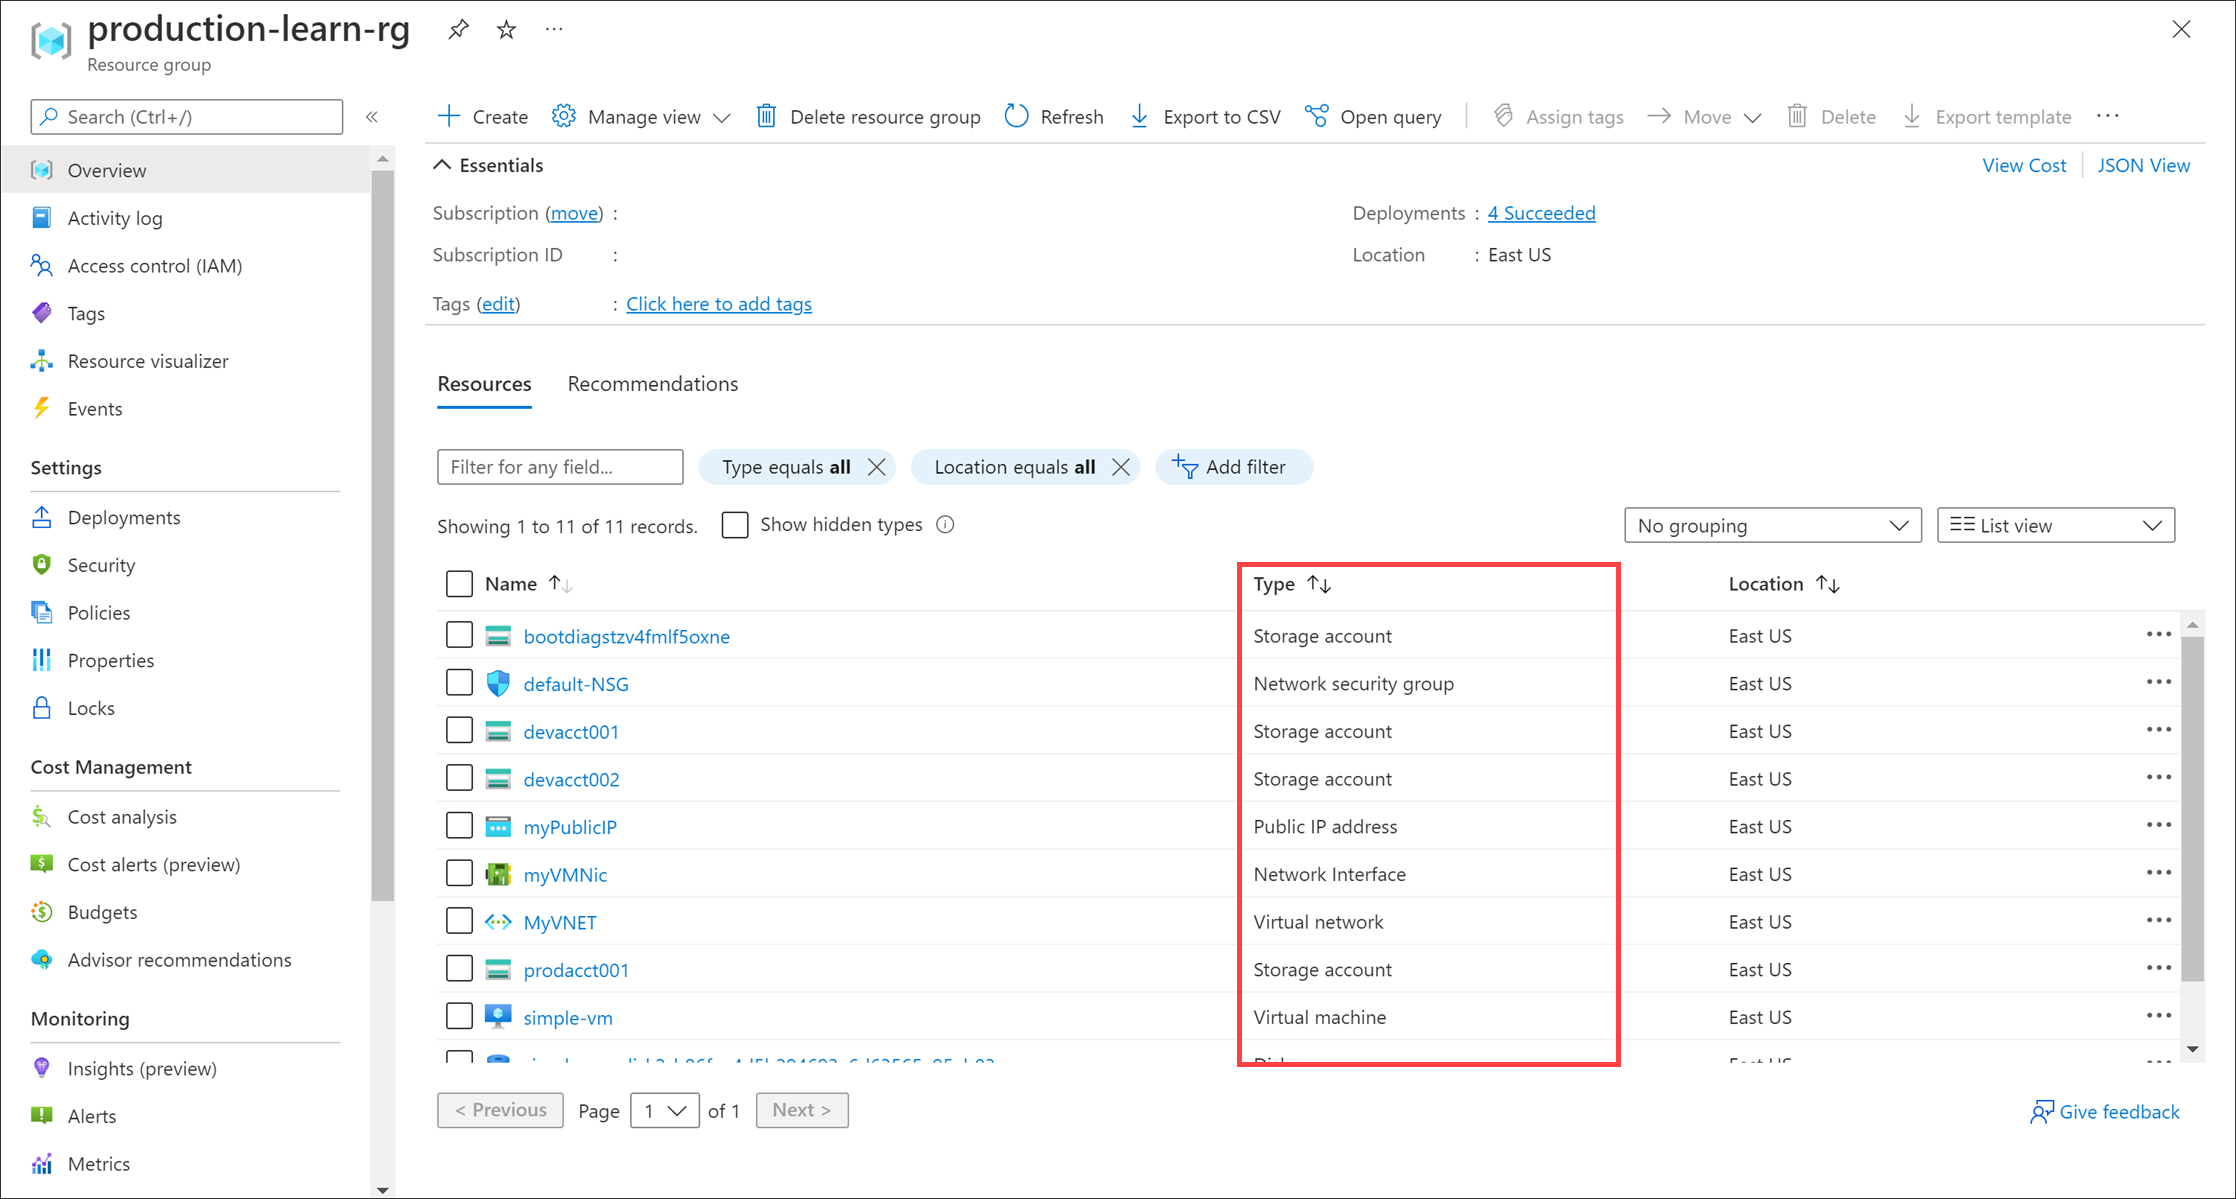 production-learn-rg
Resource group
Search (Ctrl+/)
«
Overview
Activity log
Access control (IAM)
Tags
Resource visualizer
Events
Settings
Deployments
Security
Policies
Properties
Locks
Cost Management
Cost analysis
Cost alerts (preview)
Budgets
Advisor recommendations
Monitoring
Insights (preview)
Alerts
Metrics
Create Manage view Delete resource group Refresh Export to CSV Open query Assign tags Move Delete Export template
Essentials View Cost JSON View
Subscription (move) : Deployments : 4 Succeeded
Subscription ID : Location : East US
Tags (edit) : Click here to add tags
Resources Recommendations
Filter for any field... Type equals all Location equals all Add filter
Showing 1 to 11 of 11 records. Show hidden types No grouping List view
Name Type Location
bootdiagstzv4fmlf5oxne Storage account East US
default-NSG Network security group East US
devacct001 Storage account East US
devacct002 Storage account East US
myPublicIP Public IP address East US
myVMNic Network Interface East US
MyVNET Virtual network East US
prodacct001 Storage account East US
simple-vm Virtual machine East US
East US
< Previous Page 1 of 1 Next >
Give feedback